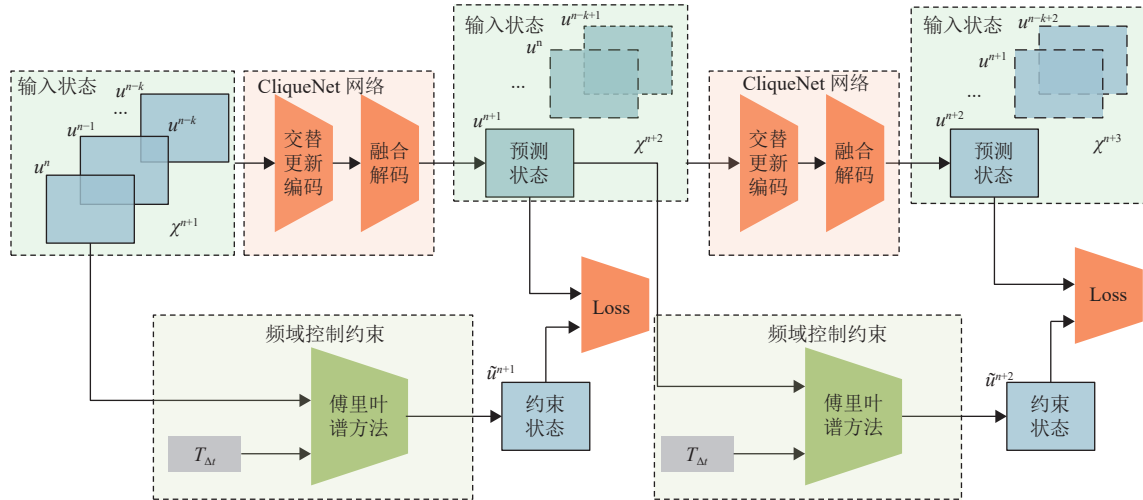 输入状态
u^{n-k}
...
u^{n-1}
u^{n-k}
u^n
χ^{n+1}
CliqueNet 网络
交替
更新
编码
融合
解码
输入状态
u^{n-k+1}
u^n
...
u^{n+1}
预测
状态
χ^{n+2}
CliqueNet 网络
交替
更新
编码
融合
解码
输入状态
u^{n-k+2}
u^{n+1}
...
u^{n+2}
预测
状态
χ^{n+3}
Loss
Loss
频域控制约束
傅里叶
谱方法
T_{Δt}
ũ^{n+1}
约束
状态
频域控制约束
傅里叶
谱方法
T_{Δt}
ũ^{n+2}
约束
状态